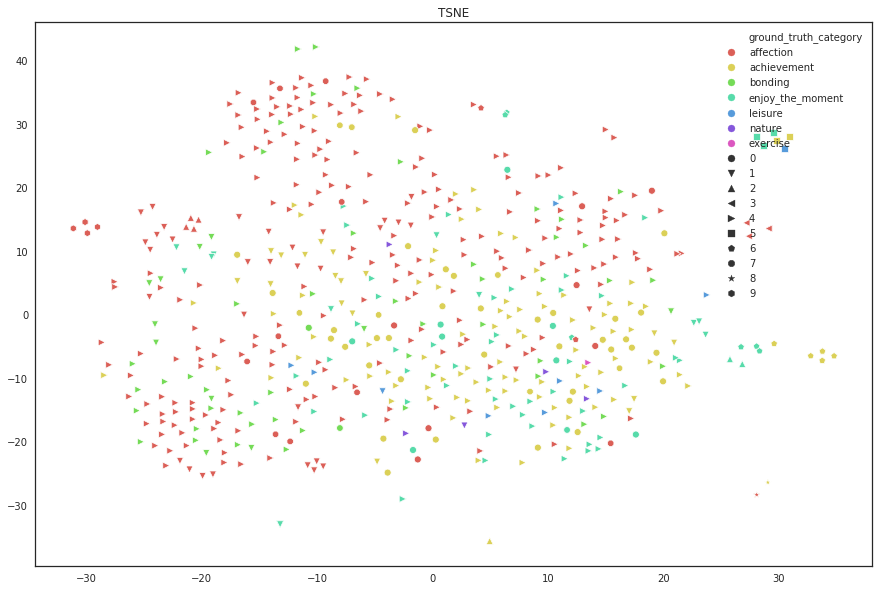 TSNE
ground_truth_category
affection
achievement
bonding
enjoy_the_moment
leisure
nature
exercise
0
1
2
3
4
5
6
7
8
9
40
30
20
10
0
−10
−20
−30
−30
−20
−10
0
10
20
30